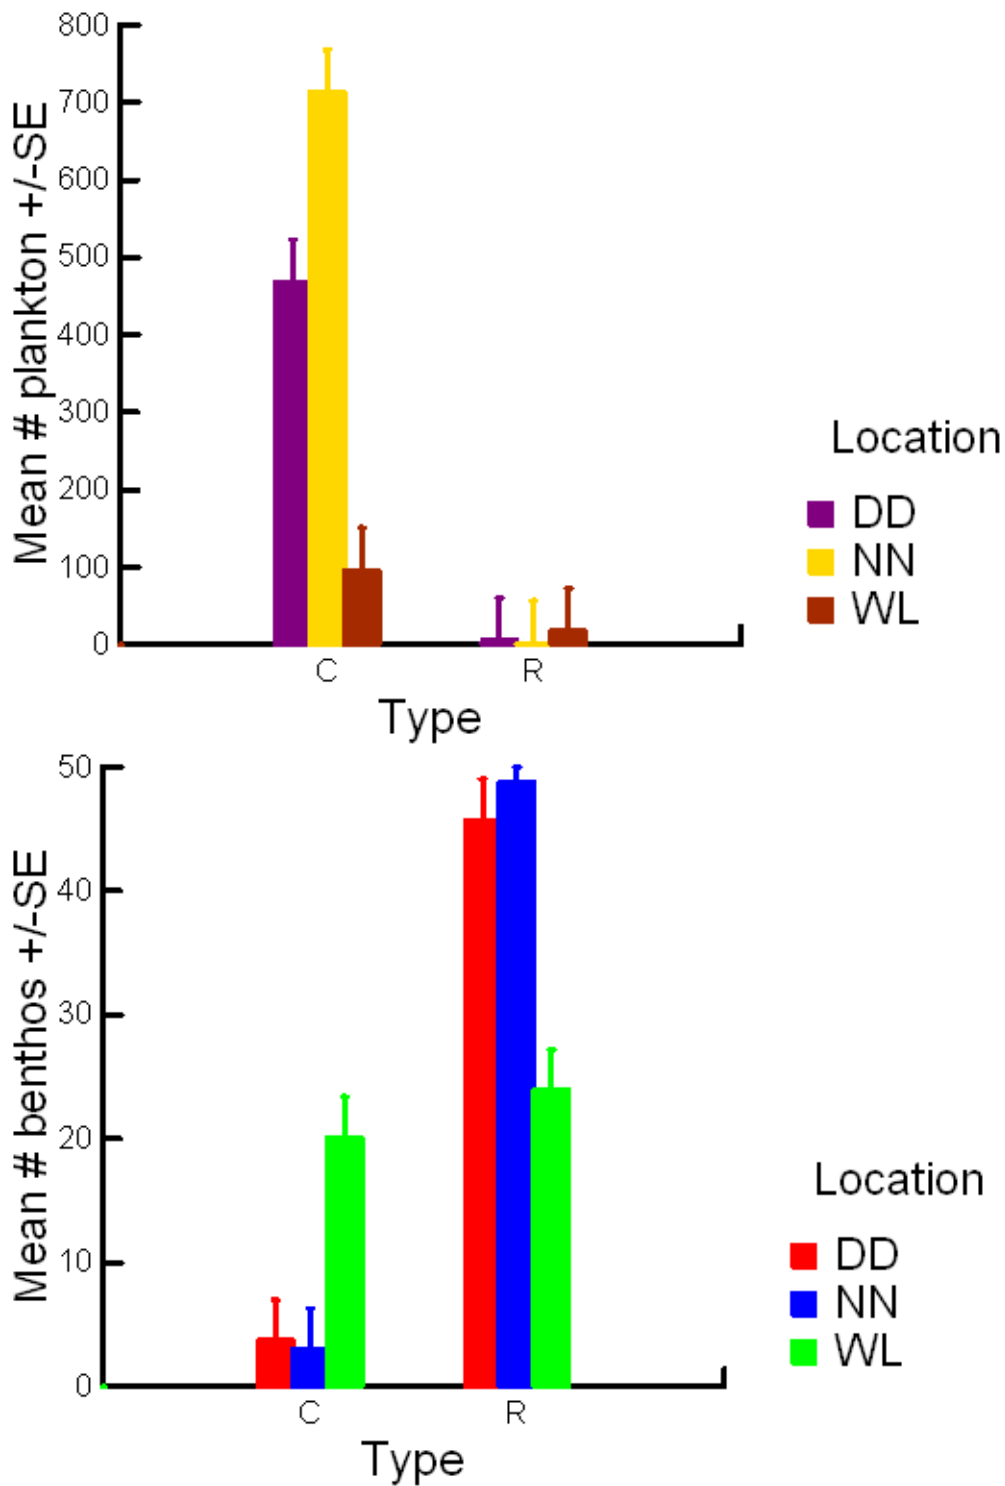 800
700
600
500
400
300
200
100
0
Mean # plankton +/-SE
C
R
Type
Location
DD
NN
WL
50
40
30
20
10
0
Mean # benthos +/-SE
C
R
Type
Location
DD
NN
WL